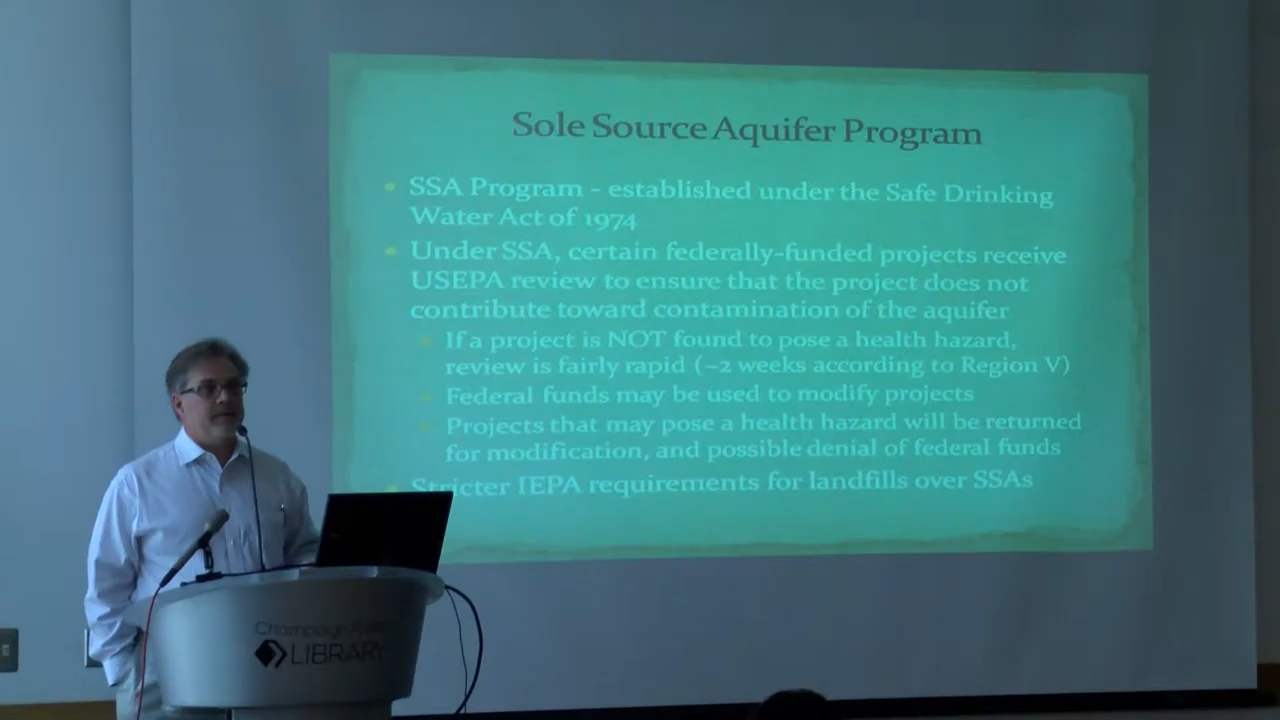 Sole Source Aquifer Program
• SSA Program - established under the Safe Drinking
Water Act of 1974
• Under SSA, certain federally-funded projects receive
USEPA review to ensure that the project does not
contribute toward contamination of the aquifer
• If a project is NOT found to pose a health hazard,
review is fairly rapid (~2 weeks according to Region V)
• Federal funds may be used to modify projects
• Projects that may pose a health hazard will be returned
for modification, and possible denial of federal funds
• Stricter IEPA requirements for landfills over SSAs
Champaign Public
LIBRARY